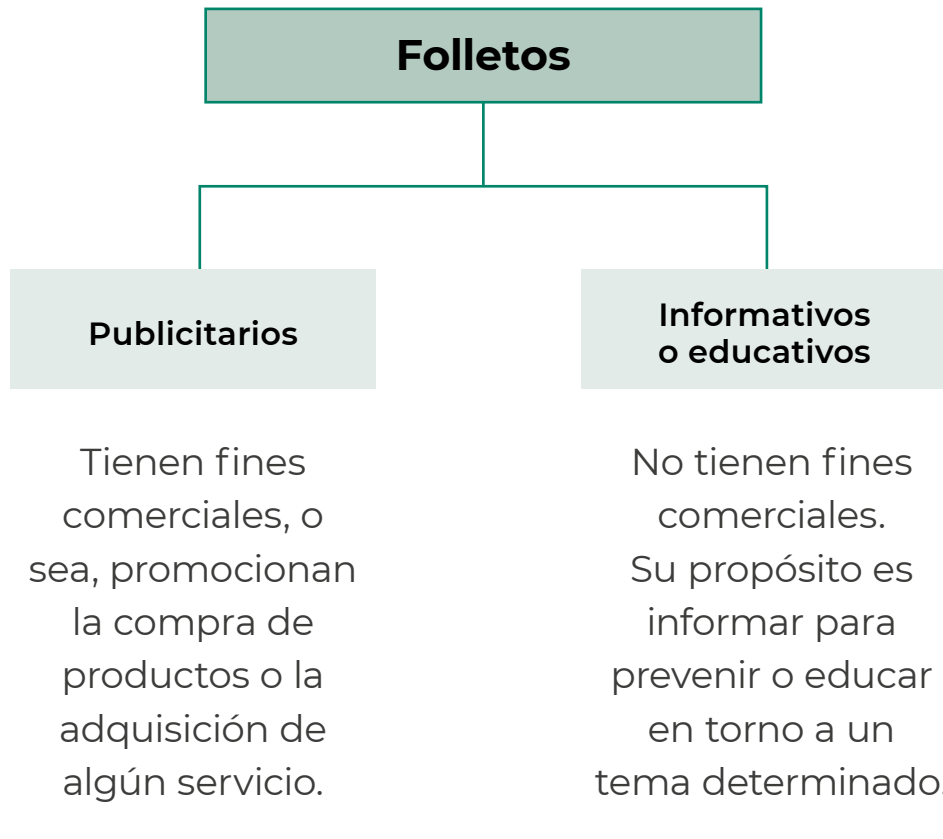 Folletos
Publicitarios
Tienen fines
comerciales, o
sea, promocionan
la compra de
productos o la
adquisición de
algún servicio.
Informativos
o educativos
No tienen fines
comerciales.
Su propósito es
informar para
prevenir o educar
en torno a un
tema determinado.